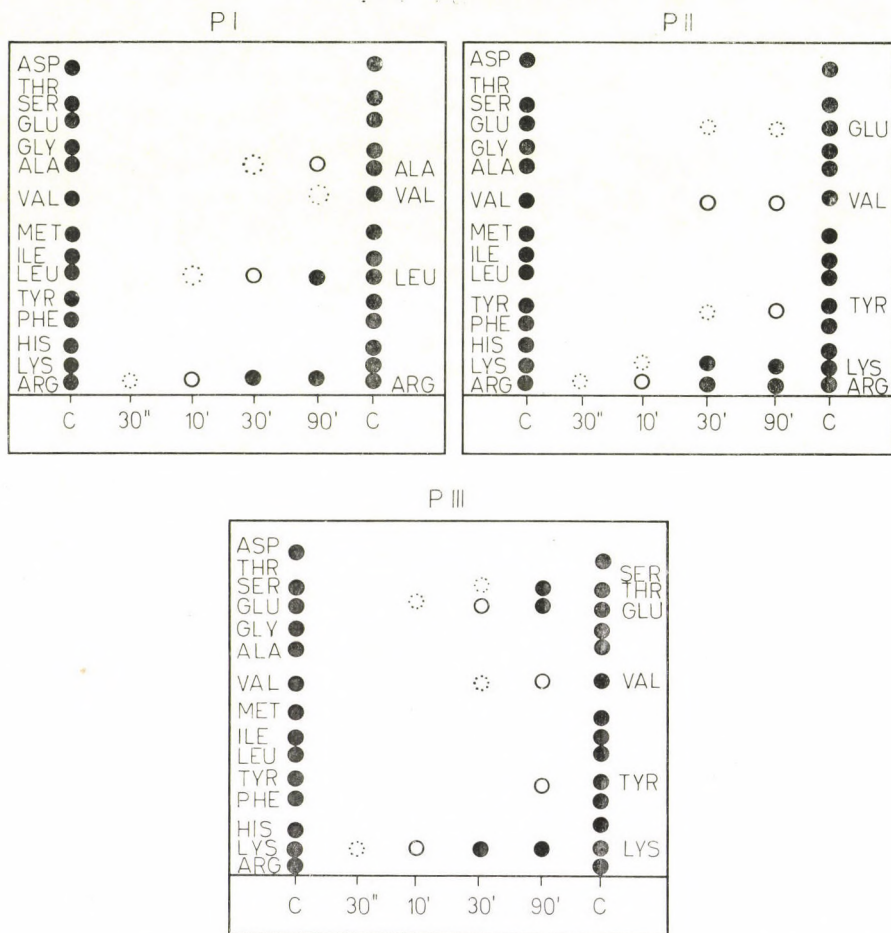 P I
ASP
THR
SER
GLU
GLY
ALA
VAL
MET
ILE
LEU
TYR
PHE
HIS
LYS
ARG
ALA
VAL
LEU
ARG
C 30" 10' 30' 90' C
P II
ASP
THR
SER
GLU
GLY
ALA
VAL
MET
ILE
LEU
TYR
PHE
HIS
LYS
ARG
GLU
VAL
TYR
LYS
ARG
C 30" 10' 30' 90' C
P III
ASP
THR
SER
GLU
GLY
ALA
VAL
MET
ILE
LEU
TYR
PHE
HIS
LYS
ARG
SER
THR
GLU
VAL
TYR
LYS
C 30" 10' 30' 90' C